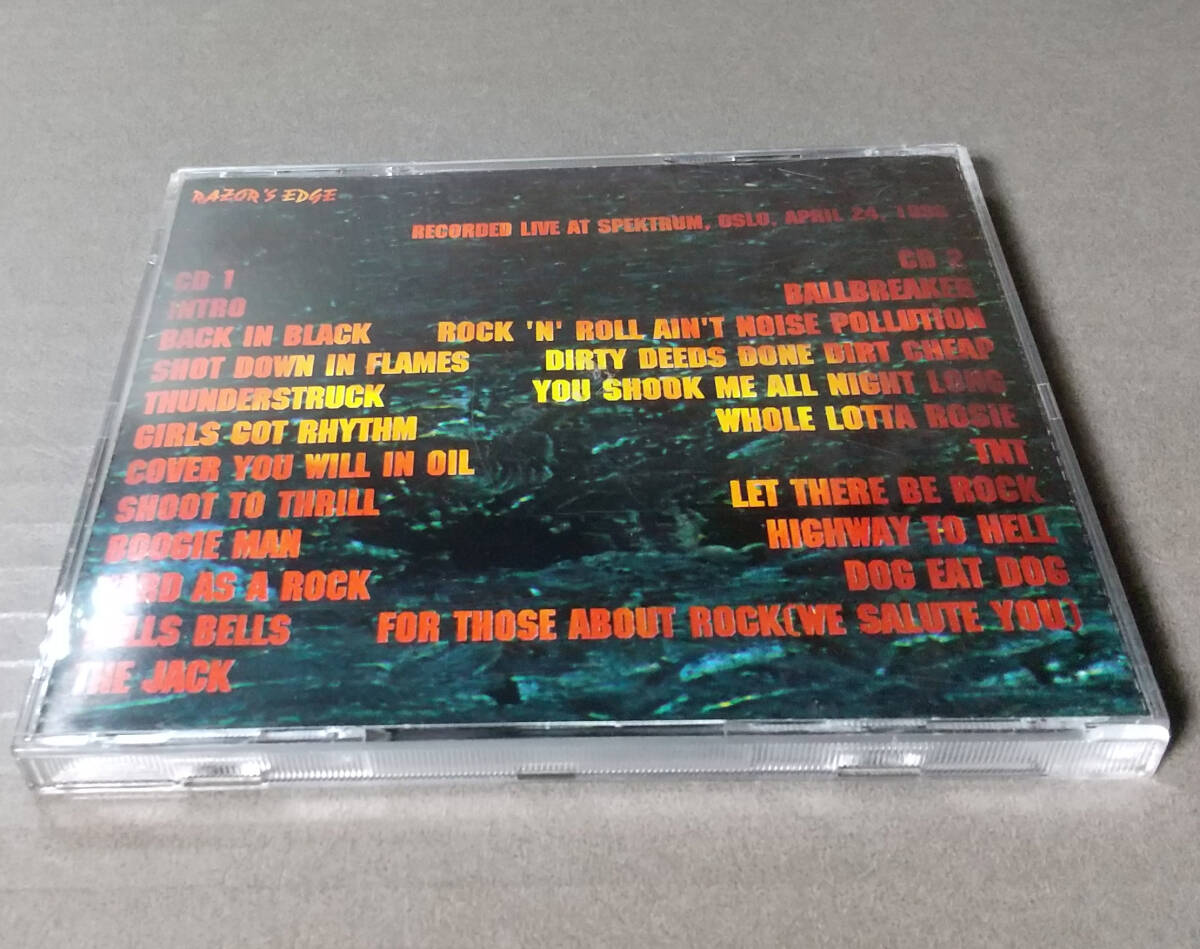 RAZOR'S EDGE
RECORDED LIVE AT SPEKTRUM, OSLO, APRIL 24,
CD 1
INTRO
BACK IN BLACK
SHOT DOWN IN FLAMES
THUNDERSTRUCK
GIRLS GOT RHYTHM
COVER YOU WILL IN OIL
SHOOT TO THRILL
BOOGIE MAN
HARD AS A ROCK
HELLS BELLS
THE JACK
CD 2
BALLBREAKER
ROCK 'N' ROLL AIN'T NOISE POLLUTION
DIRTY DEEDS DONE DIRT CHEAP
YOU SHOOK ME ALL NIGHT LONG
WHOLE LOTTA ROSIE
TNT
LET THERE BE ROCK
HIGHWAY TO HELL
DOG EAT DOG
FOR THOSE ABOUT ROCK(WE SALUTE YOU)